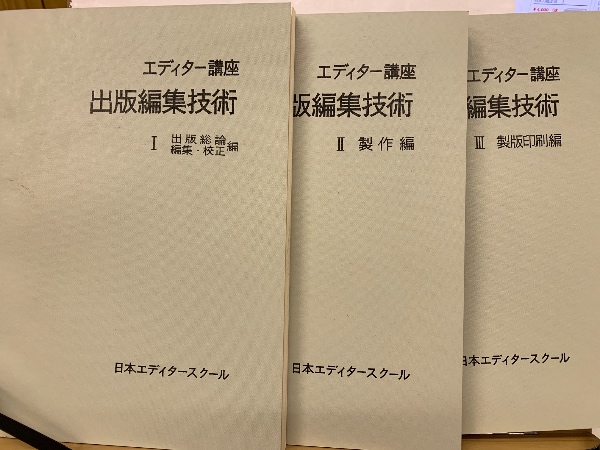 エディター講座
出版編集技術
I 出版総論
編集・校正 編
日本エディタースクール
エディター講座
版編集技術
II 製作編
日本エディタースクール
エディター講座
編集技術
III 製版印刷編
日本エディタースクール